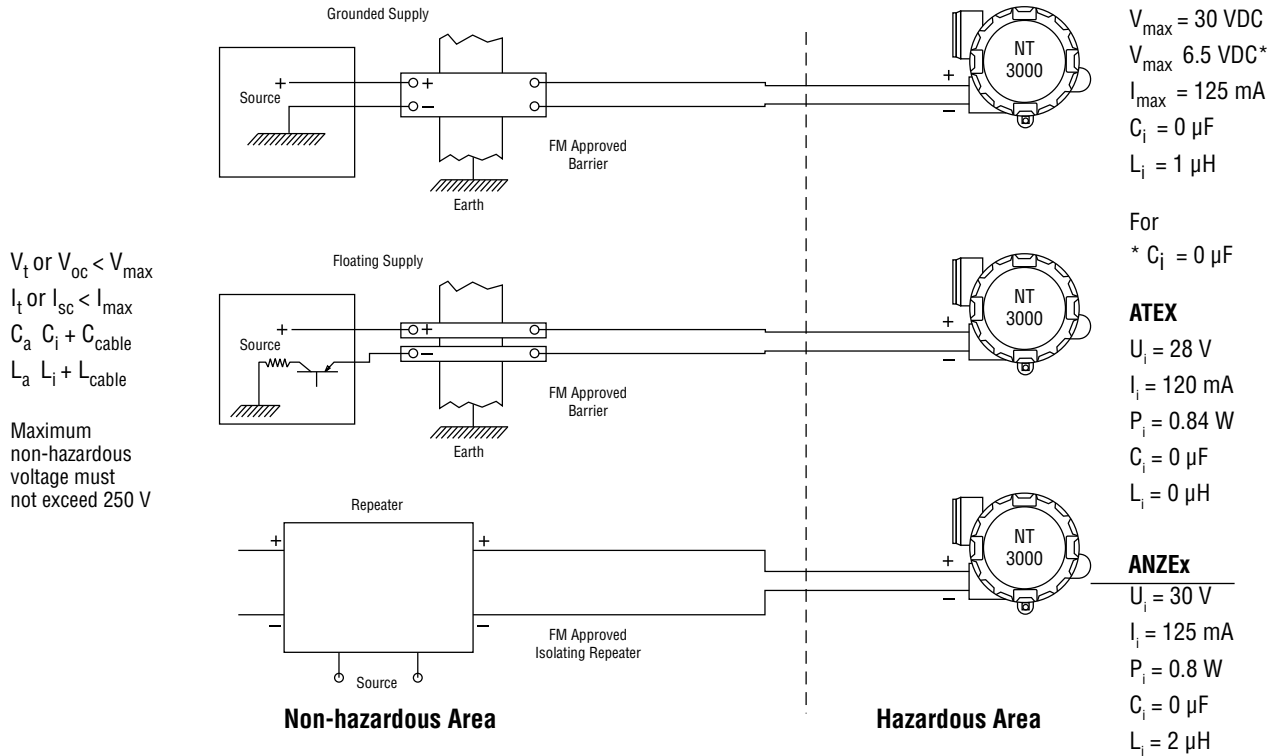 V_t or V_oc < V_max
I_t or I_sc < I_max
C_a C_i + C_cable
L_a L_i + L_cable
Maximum
non-hazardous
voltage must
not exceed 250 V
Grounded Supply
Source
+
+
−
FM Approved
Barrier
Earth
+
−
NT
3000
Floating Supply
Source
+
+
−
FM Approved
Barrier
Earth
+
−
NT
3000
Repeater
+
−
+
−
Source
FM Approved
Isolating Repeater
+
−
NT
3000
Non-hazardous Area
Hazardous Area
V_max = 30 VDC
V_max 6.5 VDC*
I_max = 125 mA
C_i = 0 µF
L_i = 1 µH
For
* C_i = 0 µF
ATEX
U_i = 28 V
I_i = 120 mA
P_i = 0.84 W
C_i = 0 µF
L_i = 0 µH
ANZEx
U_i = 30 V
I_i = 125 mA
P_i = 0.8 W
C_i = 0 µF
L_i = 2 µH